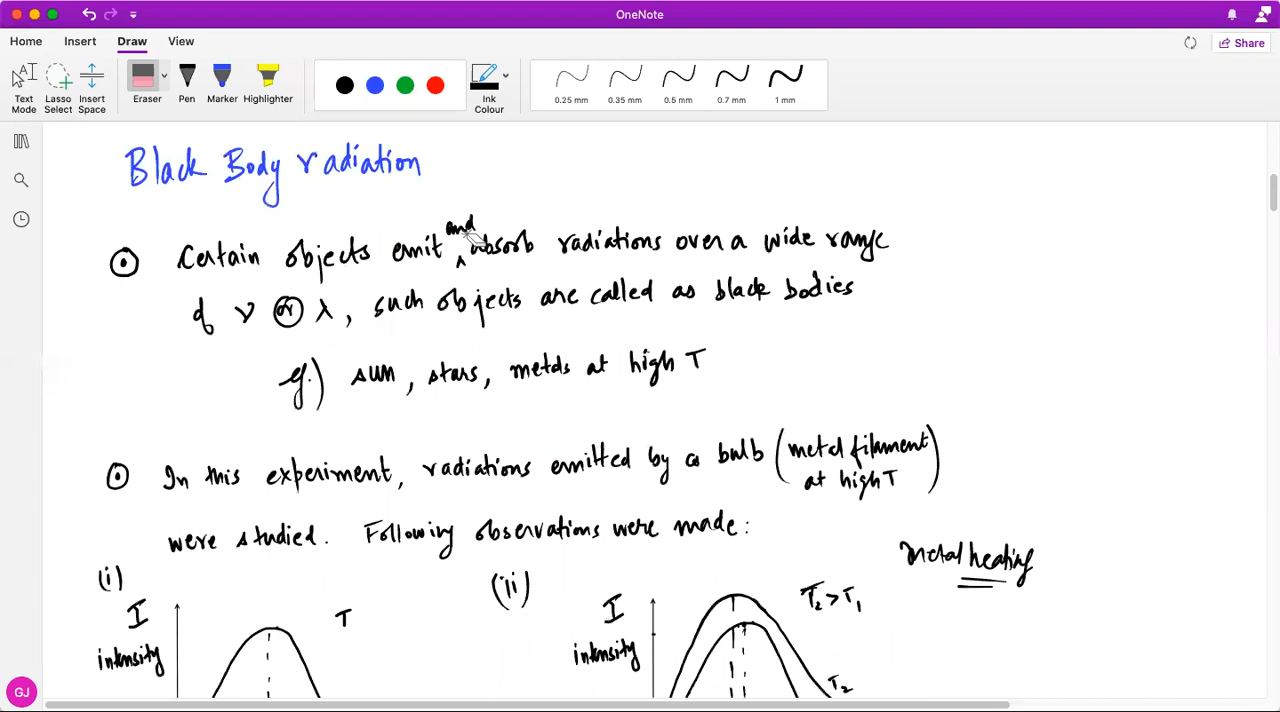 OneNote
Home Insert Draw View
Share
Text Mode
Lasso Select
Insert Space
Eraser
Pen
Marker
Highlighter
Ink Colour
0.25 mm
0.35 mm
0.5 mm
0.7 mm
1 mm
Black Body radiation
and
Certain objects emit ^ absorb radiations over a wide range
of ν or λ, such objects are called as black bodies
eg.) sun, stars, metals at high T
In this experiment, radiations emitted by a bulb (metal filament at high T)
were studied. Following observations were made:
metal heating
(i)
I
intensity
T
(ii)
I
intensity
T₂ > T₁
T₂
GJ